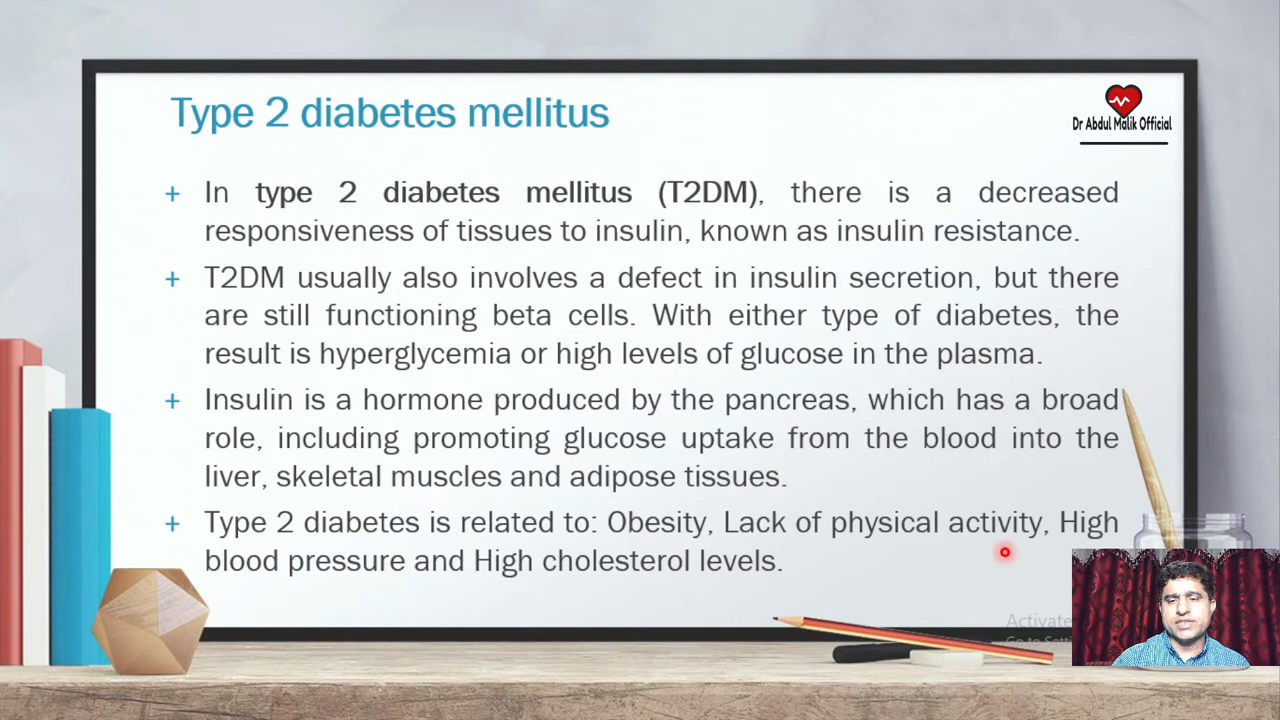 Type 2 diabetes mellitus
Dr Abdul Malik Official
+ In type 2 diabetes mellitus (T2DM), there is a decreased
responsiveness of tissues to insulin, known as insulin resistance.
+ T2DM usually also involves a defect in insulin secretion, but there
are still functioning beta cells. With either type of diabetes, the
result is hyperglycemia or high levels of glucose in the plasma.
+ Insulin is a hormone produced by the pancreas, which has a broad
role, including promoting glucose uptake from the blood into the
liver, skeletal muscles and adipose tissues.
+ Type 2 diabetes is related to: Obesity, Lack of physical activity, High
blood pressure and High cholesterol levels.
Activate
Go to